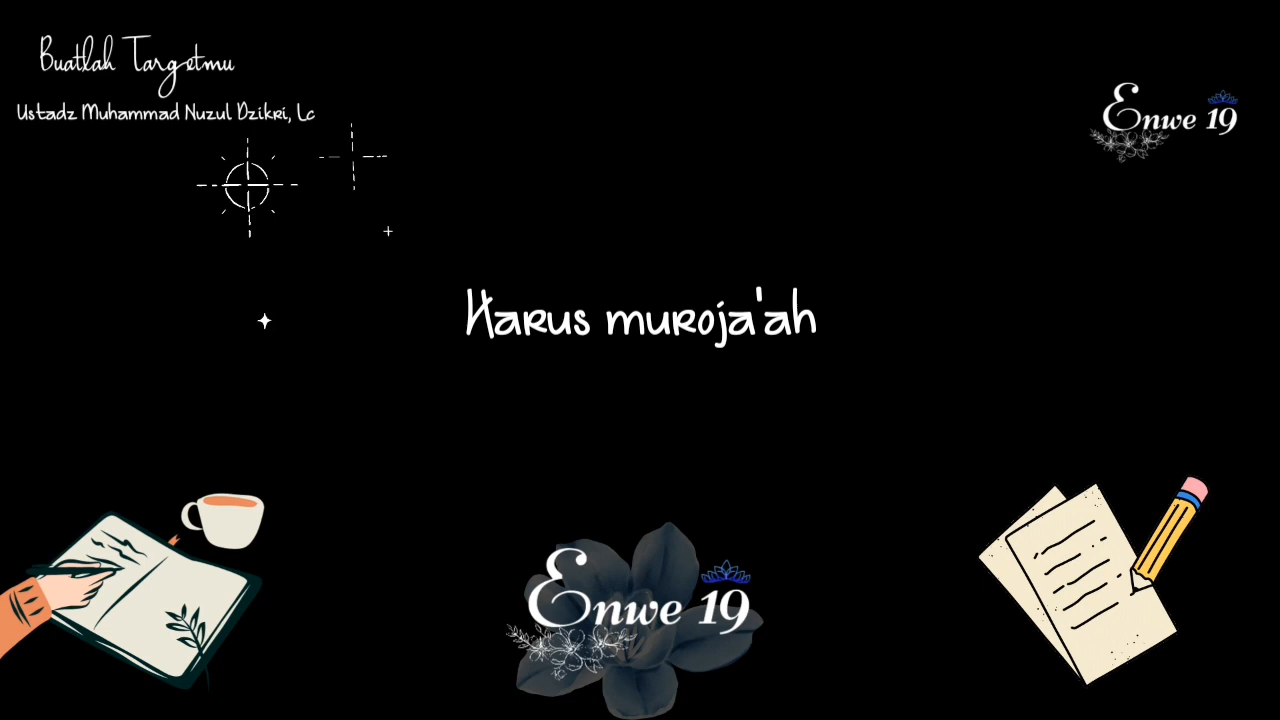 Buatlah Targetmu
Ustadz Muhammad Nuzul Dzikri, Lc
Enwe 19
Harus muroja'ah
Enwe 19